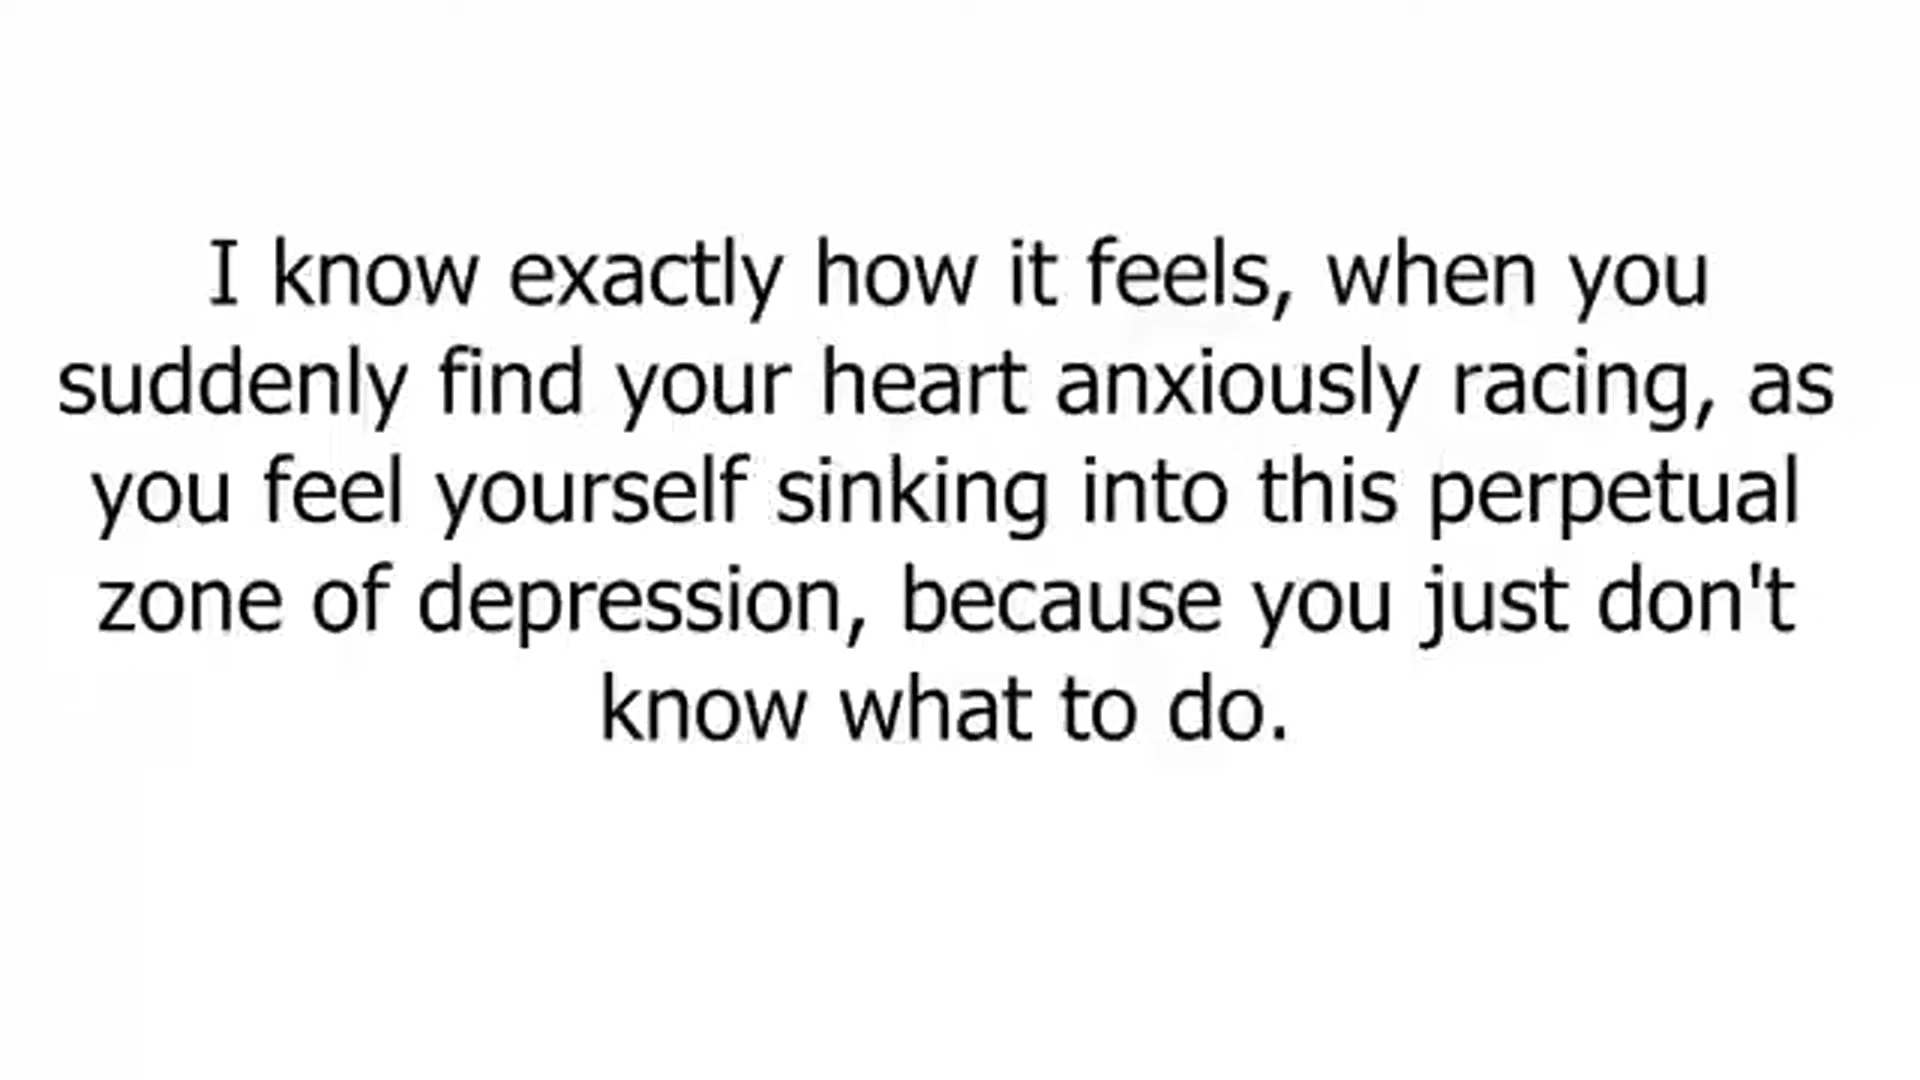 I know exactly how it feels, when you
suddenly find your heart anxiously racing, as
you feel yourself sinking into this perpetual
zone of depression, because you just don't
know what to do.